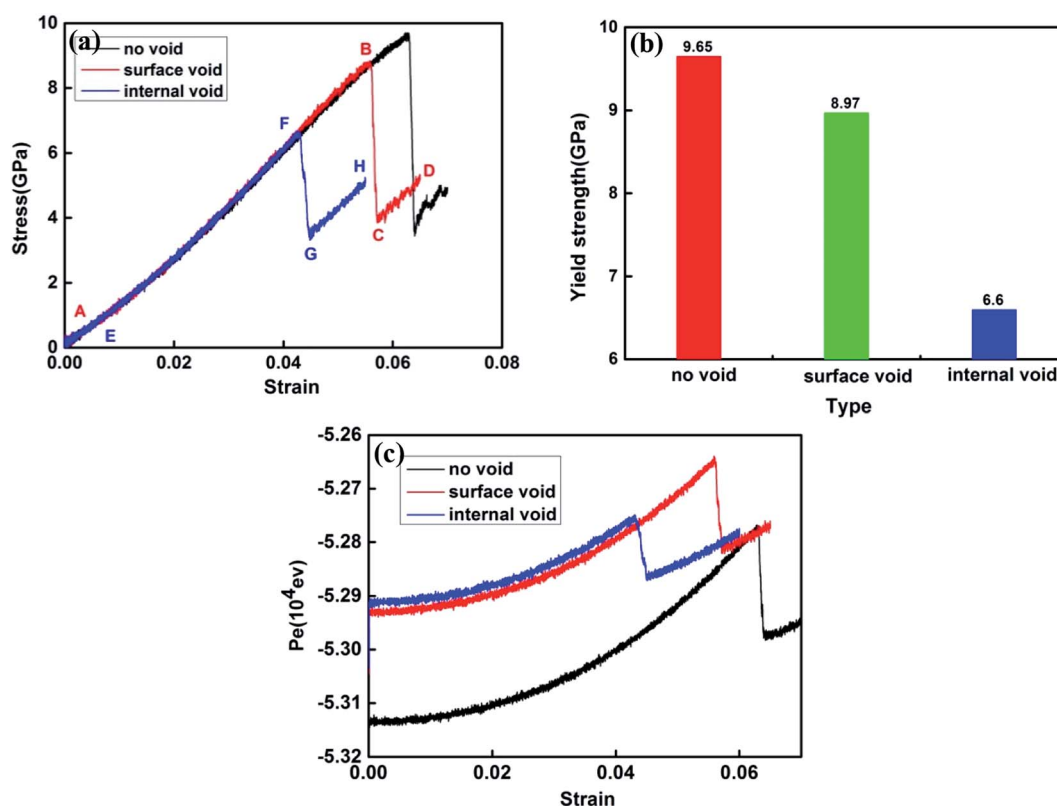 (a)
no void
surface void
internal void
A
B
C
D
E
F
G
H
10
8
6
4
2
0
0.00 0.02 0.04 0.06 0.08
Stress(GPa)
Strain
(b)
10
9
8
7
6
9.65
8.97
6.6
no void surface void internal void
Yield strength(GPa)
Type
(c)
no void
surface void
internal void
-5.26
-5.27
-5.28
-5.29
-5.30
-5.31
-5.32
0.00 0.02 0.04 0.06
Pe(10⁴ev)
Strain